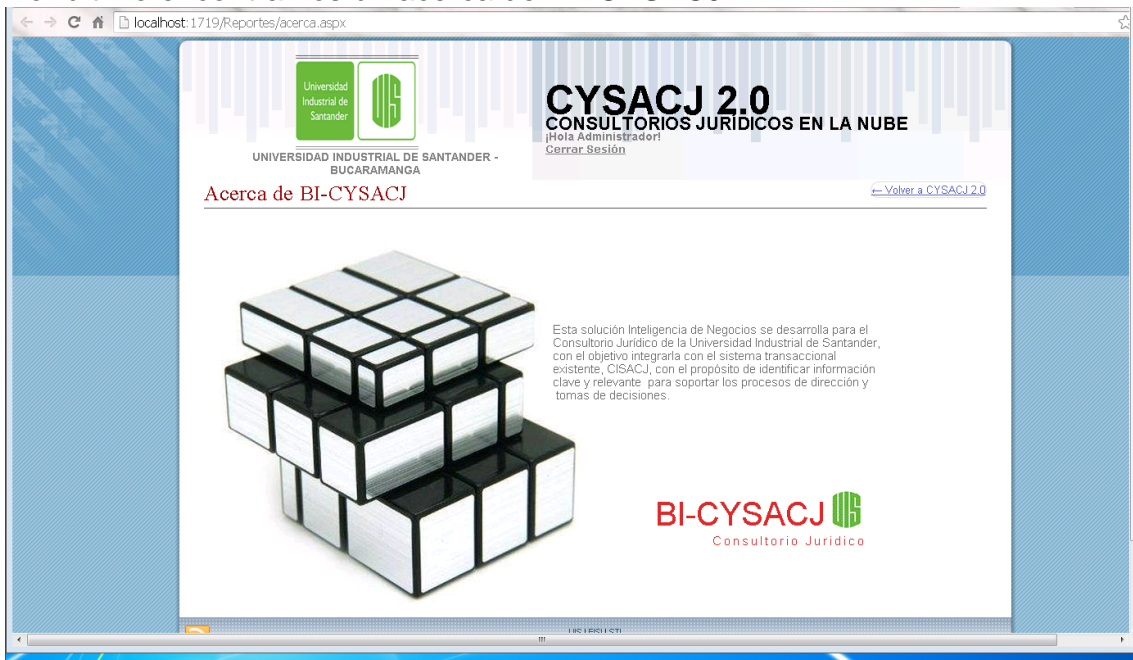 localhost:1719/Reportes/acerca.aspx
Universidad
Industrial de
Santander
UNIVERSIDAD INDUSTRIAL DE SANTANDER -
BUCARAMANGA
CYSACJ 2.0
CONSULTORIOS JURÍDICOS EN LA NUBE
¡Hola Administrador!
Cerrar Sesión
Acerca de BI-CYSACJ
← Volver a CYSACJ 2.0
Esta solución Inteligencia de Negocios se desarrolla para el
Consultorio Jurídico de la Universidad Industrial de Santander,
con el objetivo integrarla con el sistema transaccional
existente, CISACJ, con el propósito de identificar información
clave y relevante para soportar los procesos de dirección y
tomas de decisiones.
BI-CYSACJ
Consultorio Juridico